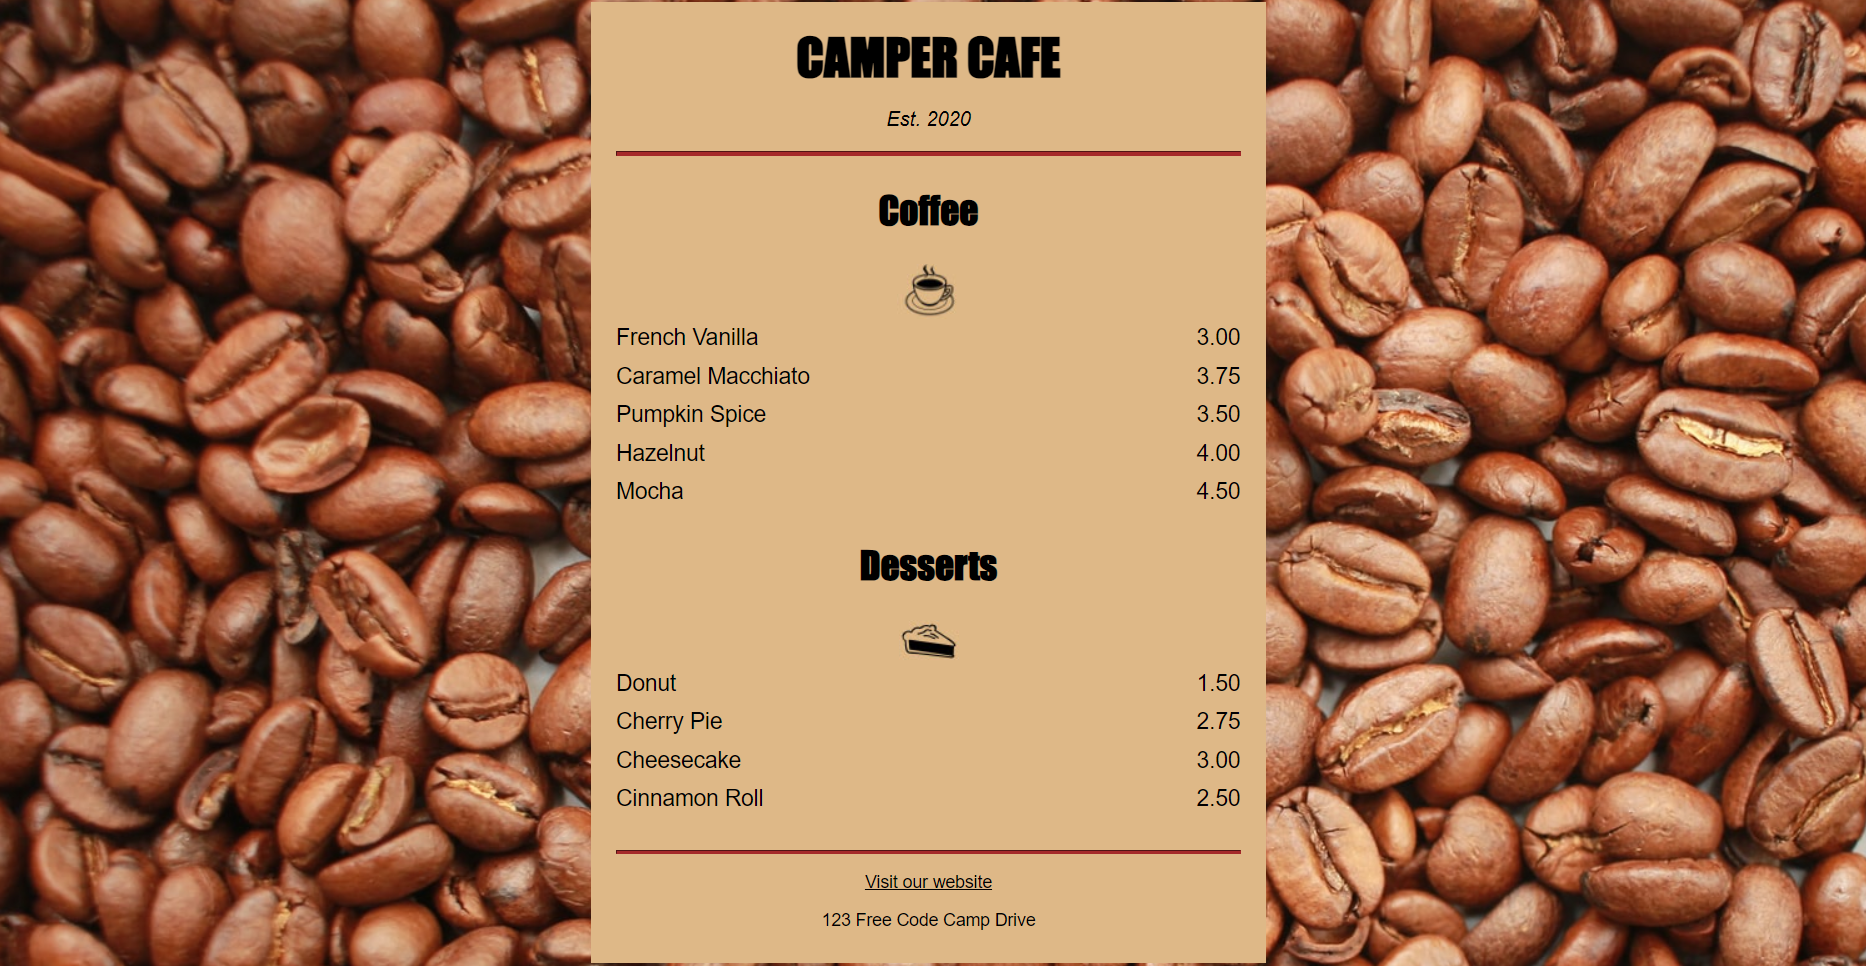 CAMPER CAFE
Est. 2020
Coffee
French Vanilla 3.00
Caramel Macchiato 3.75
Pumpkin Spice 3.50
Hazelnut 4.00
Mocha 4.50
Desserts
Donut 1.50
Cherry Pie 2.75
Cheesecake 3.00
Cinnamon Roll 2.50
Visit our website
123 Free Code Camp Drive